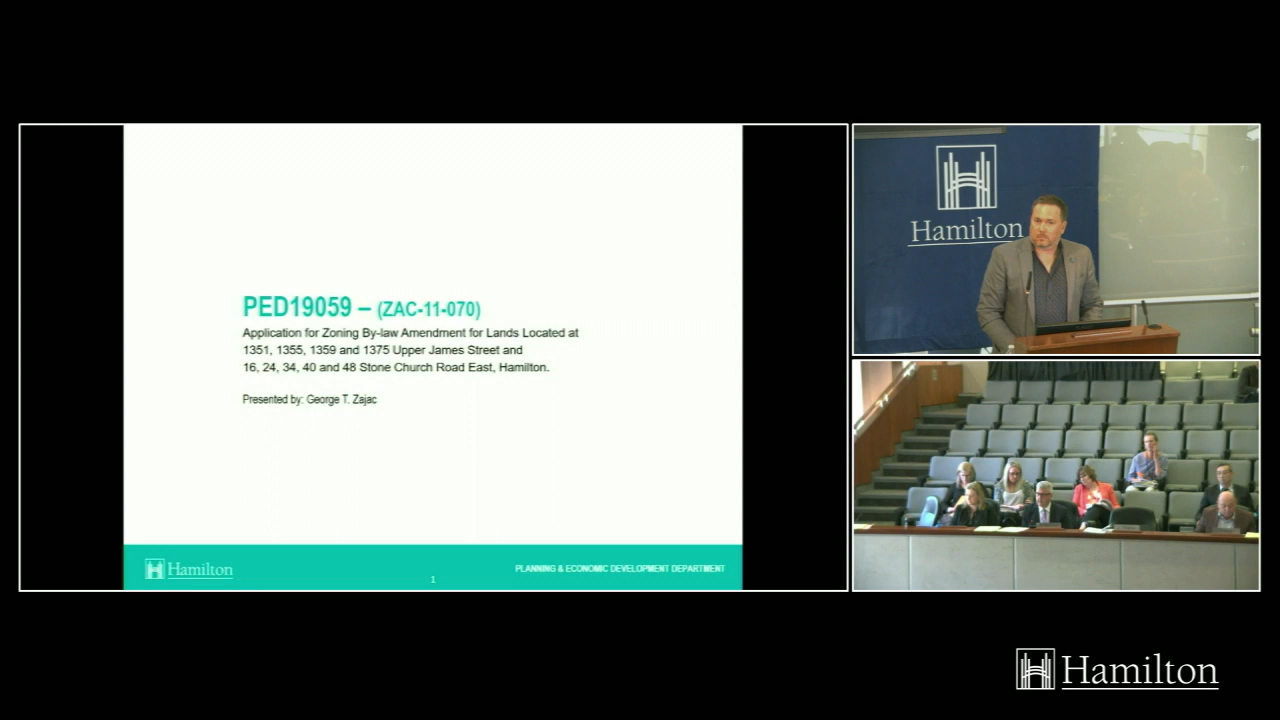 PED19059 – (ZAC-11-070)
Application for Zoning By-law Amendment for Lands Located at
1351, 1355, 1359 and 1375 Upper James Street and
16, 24, 34, 40 and 48 Stone Church Road East, Hamilton.
Presented by: George T. Zajac
Hamilton
1
PLANNING & ECONOMIC DEVELOPMENT DEPARTMENT
Hamilton
Hamilton